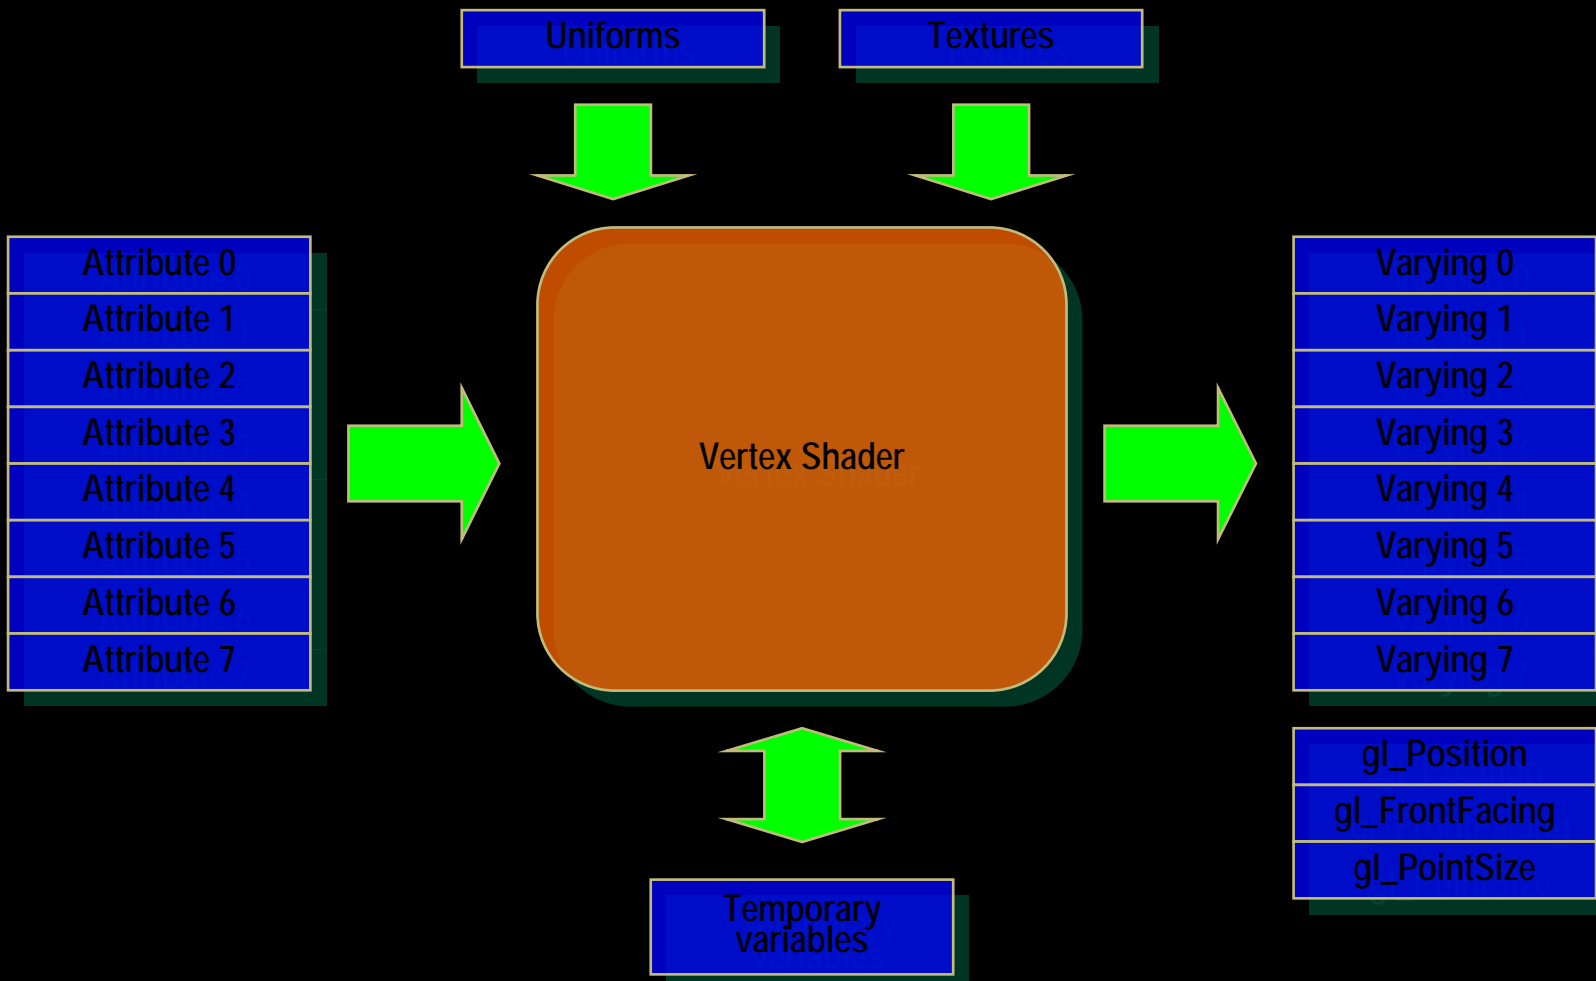 Uniforms
Textures
Attribute 0
Attribute 1
Attribute 2
Attribute 3
Attribute 4
Attribute 5
Attribute 6
Attribute 7
Vertex Shader
Varying 0
Varying 1
Varying 2
Varying 3
Varying 4
Varying 5
Varying 6
Varying 7
gl_Position
gl_FrontFacing
gl_PointSize
Temporary
variables